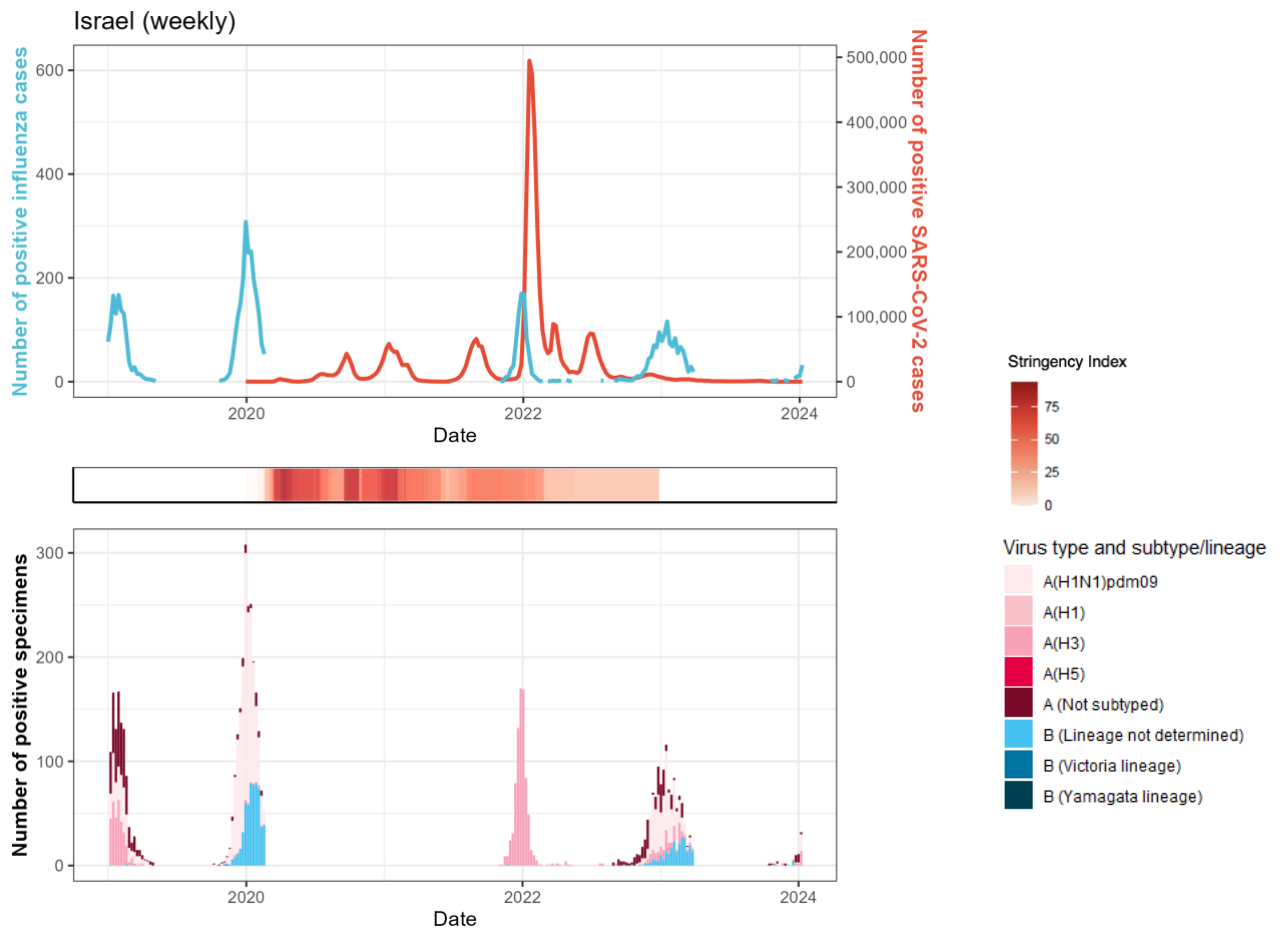 Israel (weekly)
Number of positive influenza cases
600
400
200
0
500,000
400,000
300,000
200,000
100,000
0
Number of positive SARS-CoV-2 cases
2020
2022
2024
Date
Stringency Index
75
50
25
0
Number of positive specimens
300
200
100
0
2020
2022
2024
Date
Virus type and subtype/lineage
A(H1N1)pdm09
A(H1)
A(H3)
A(H5)
A (Not subtyped)
B (Lineage not determined)
B (Victoria lineage)
B (Yamagata lineage)